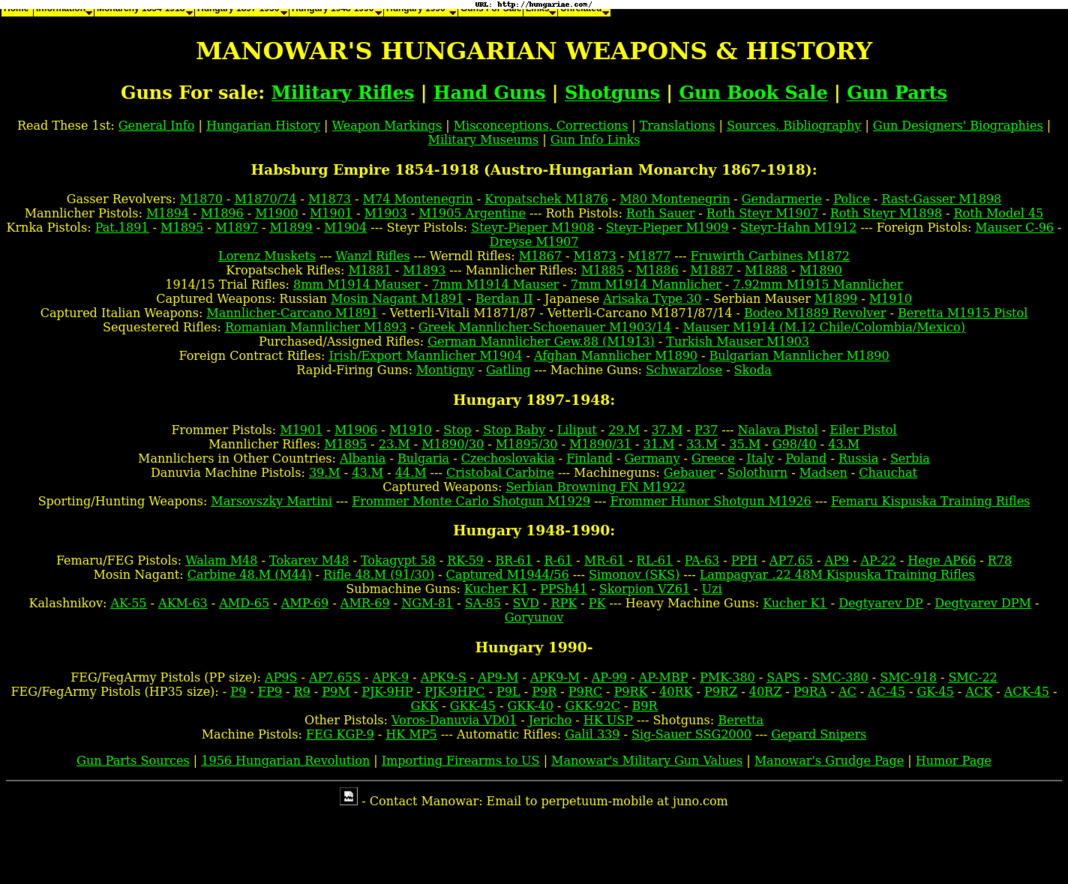 URL: http://hungariae.com/
Home Information Monarchy 1854-1918 Hungary 1897-1990 Hungary 1948-1990 Hungary 1990- Guns For Sale Links Unrelated
MANOWAR'S HUNGARIAN WEAPONS & HISTORY
Guns For sale: Military Rifles | Hand Guns | Shotguns | Gun Book Sale | Gun Parts
Read These 1st: General Info | Hungarian History | Weapon Markings | Misconceptions, Corrections | Translations | Sources, Bibliography | Gun Designers' Biographies |
Military Museums | Gun Info Links
Habsburg Empire 1854-1918 (Austro-Hungarian Monarchy 1867-1918):
Gasser Revolvers: M1870 - M1870/74 - M1873 - M74 Montenegrin - Kropatschek M1876 - M80 Montenegrin - Gendarmerie - Police - Rast-Gasser M1898
Mannlicher Pistols: M1894 - M1896 - M1900 - M1901 - M1903 - M1905 Argentine --- Roth Pistols: Roth Sauer - Roth Steyr M1907 - Roth Steyr M1898 - Roth Model 45
Krnka Pistols: Pat.1891 - M1895 - M1897 - M1899 - M1904 --- Steyr Pistols: Steyr-Pieper M1908 - Steyr-Pieper M1909 - Steyr-Hahn M1912 --- Foreign Pistols: Mauser C-96 -
Dreyse M1907
Lorenz Muskets --- Wanzl Rifles --- Werndl Rifles: M1867 - M1873 - M1877 --- Fruwirth Carbines M1872
Kropatschek Rifles: M1881 - M1893 --- Mannlicher Rifles: M1885 - M1886 - M1887 - M1888 - M1890
1914/15 Trial Rifles: 8mm M1914 Mauser - 7mm M1914 Mauser - 7mm M1914 Mannlicher - 7.92mm M1915 Mannlicher
Captured Weapons: Russian Mosin Nagant M1891 - Berdan II - Japanese Arisaka Type 30 - Serbian Mauser M1899 - M1910
Captured Italian Weapons: Mannlicher-Carcano M1891 - Vetterli-Vitali M1871/87 - Vetterli-Carcano M1871/87/14 - Bodeo M1889 Revolver - Beretta M1915 Pistol
Sequestered Rifles: Romanian Mannlicher M1893 - Greek Mannlicher-Schoenauer M1903/14 - Mauser M1914 (M.12 Chile/Colombia/Mexico)
Purchased/Assigned Rifles: German Mannlicher Gew.88 (M1913) - Turkish Mauser M1903
Foreign Contract Rifles: Irish/Export Mannlicher M1904 - Afghan Mannlicher M1890 - Bulgarian Mannlicher M1890
Rapid-Firing Guns: Montigny - Gatling --- Machine Guns: Schwarzlose - Skoda
Hungary 1897-1948:
Frommer Pistols: M1901 - M1906 - M1910 - Stop - Stop Baby - Liliput - 29.M - 37.M - P37 --- Nalava Pistol - Eiler Pistol
Mannlicher Rifles: M1895 - 23.M - M1890/30 - M1895/30 - M1890/31 - 31.M - 33.M - 35.M - G98/40 - 43.M
Mannlichers in Other Countries: Albania - Bulgaria - Czechoslovakia - Finland - Germany - Greece - Italy - Poland - Russia - Serbia
Danuvia Machine Pistols: 39.M - 43.M - 44.M --- Cristobal Carbine --- Machineguns: Gebauer - Solothurn - Madsen - Chauchat
Captured Weapons: Serbian Browning FN M1922
Sporting/Hunting Weapons: Marsovszky Martini --- Frommer Monte Carlo Shotgun M1929 --- Frommer Hunor Shotgun M1926 --- Femaru Kispuska Training Rifles
Hungary 1948-1990:
Femaru/FEG Pistols: Walam M48 - Tokarev M48 - Tokagypt 58 - RK-59 - BR-61 - R-61 - MR-61 - RL-61 - PA-63 - PPH - AP7.65 - AP9 - AP-22 - Hege AP66 - R78
Mosin Nagant: Carbine 48.M (M44) - Rifle 48.M (91/30) - Captured M1944/56 --- Simonov (SKS) --- Lampagyar .22 48M Kispuska Training Rifles
Submachine Guns: Kucher K1 - PPSh41 - Skorpion VZ61 - Uzi
Kalashnikov: AK-55 - AKM-63 - AMD-65 - AMP-69 - AMR-69 - NGM-81 - SA-85 - SVD - RPK - PK --- Heavy Machine Guns: Kucher K1 - Degtyarev DP - Degtyarev DPM -
Goryunov
Hungary 1990-
FEG/FegArmy Pistols (PP size): AP9S - AP7.65S - APK-9 - APK9-S - AP9-M - APK9-M - AP-99 - AP-MBP - PMK-380 - SAPS - SMC-380 - SMC-918 - SMC-22
FEG/FegArmy Pistols (HP35 size): - P9 - FP9 - R9 - P9M - PJK-9HP - PJK-9HPC - P9L - P9R - P9RC - P9RK - 40RK - P9RZ - 40RZ - P9RA - AC - AC-45 - GK-45 - ACK - ACK-45 -
GKK - GKK-45 - GKK-40 - GKK-92C - B9R
Other Pistols: Voros-Danuvia VD01 - Jericho - HK USP --- Shotguns: Beretta
Machine Pistols: FEG KGP-9 - HK MP5 --- Automatic Rifles: Galil 339 - Sig-Sauer SSG2000 --- Gepard Snipers
Gun Parts Sources | 1956 Hungarian Revolution | Importing Firearms to US | Manowar's Military Gun Values | Manowar's Grudge Page | Humor Page
- Contact Manowar: Email to perpetuum-mobile at juno.com